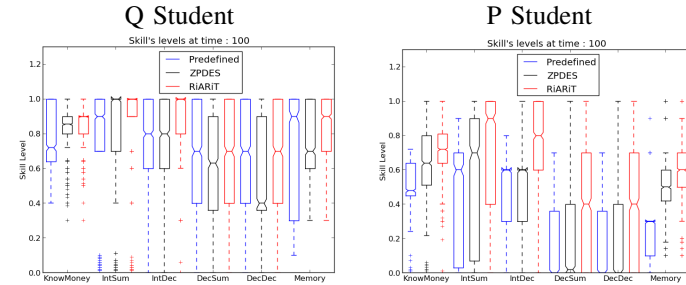 Q Student
Skill's levels at time : 100
Predefined
ZPDES
RiARiT
Skill Level
1.2
1.0
0.8
0.6
0.4
0.2
0.0
KnowMoney IntSum IntDec DecSum DecDec Memory
P Student
Skill's levels at time : 100
Predefined
ZPDES
RiARiT
Skill Level
1.2
1.0
0.8
0.6
0.4
0.2
0.0
KnowMoney IntSum IntDec DecSum DecDec Memory